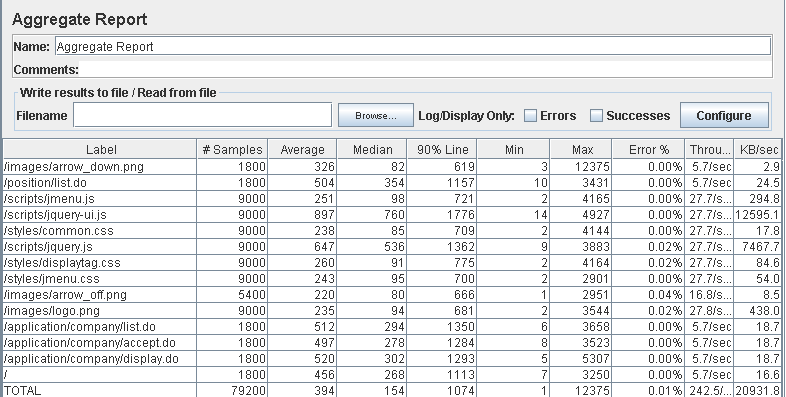 Aggregate Report
Name: Aggregate Report
Comments:
Write results to file / Read from file
Filename Browse... Log/Display Only: Errors Successes Configure
Label # Samples Average Median 90% Line Min Max Error % Throu... KB/sec
/images/arrow_down.png 1800 326 82 619 3 12375 0.00% 5.7/sec 2.9
/position/list.do 1800 504 354 1157 10 3431 0.00% 5.7/sec 24.5
/scripts/jmenu.js 9000 251 98 721 2 4165 0.00% 27.7/s... 294.8
/scripts/jquery-ui.js 9000 897 760 1776 14 4927 0.00% 27.7/s... 12595.1
/styles/common.css 9000 238 85 709 2 4144 0.00% 27.7/s... 17.8
/scripts/jquery.js 9000 647 536 1362 9 3883 0.02% 27.7/s... 7467.7
/styles/displaytag.css 9000 260 91 775 2 4164 0.02% 27.7/s... 84.6
/styles/jmenu.css 9000 243 95 700 2 2901 0.00% 27.7/s... 54.0
/images/arrow_off.png 5400 220 80 666 1 2951 0.04% 16.8/s... 8.5
/images/logo.png 9000 235 94 681 2 3544 0.02% 27.8/s... 438.0
/application/company/list.do 1800 512 294 1350 6 3658 0.00% 5.7/sec 18.7
/application/company/accept.do 1800 497 278 1284 8 3523 0.00% 5.7/sec 18.7
/application/company/display.do 1800 520 302 1293 5 5307 0.00% 5.7/sec 18.7
/ 1800 456 268 1113 7 3250 0.00% 5.7/sec 16.6
TOTAL 79200 394 154 1074 1 12375 0.01% 242.5/... 20931.8